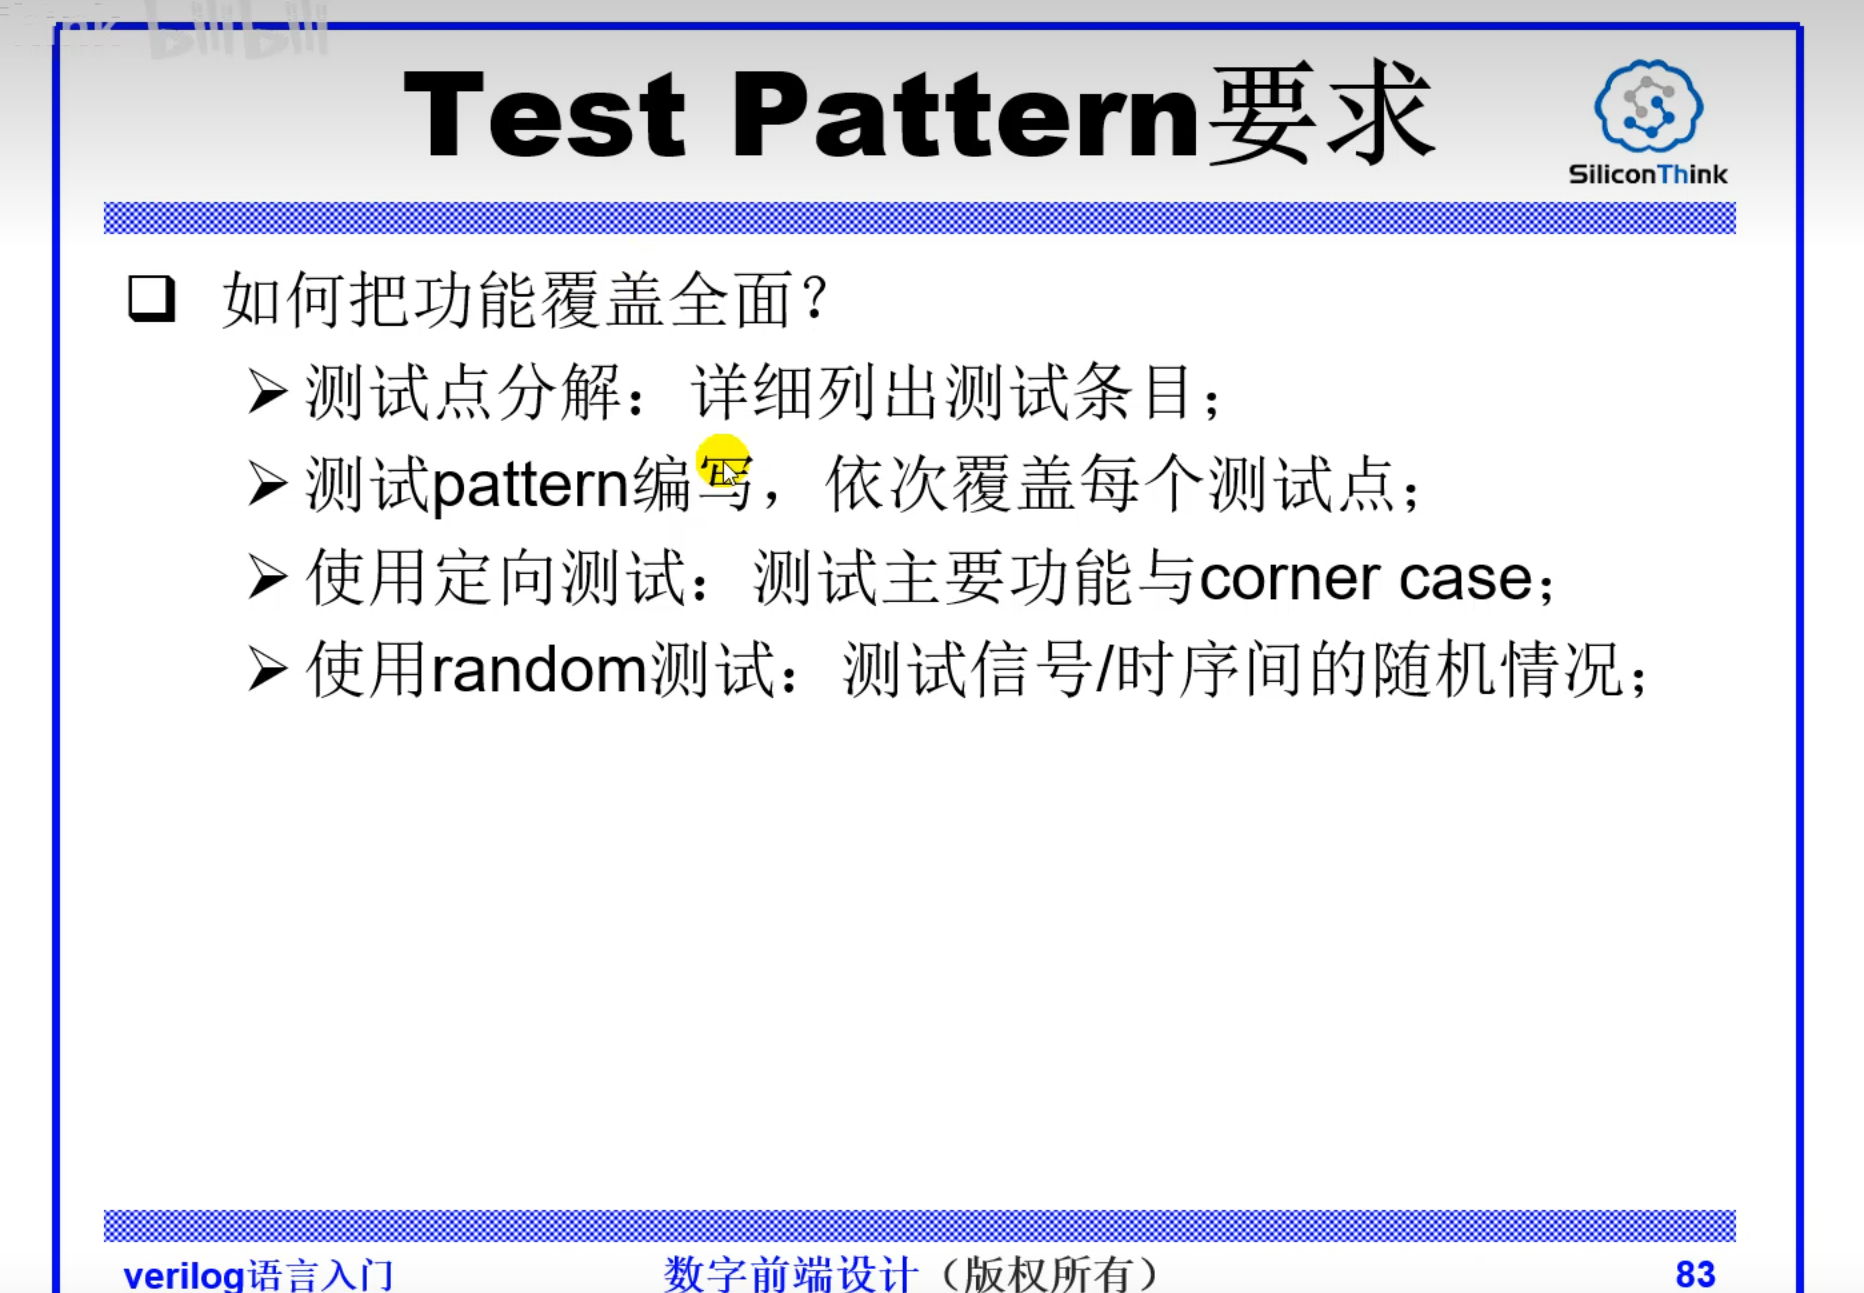 bilibili
Test Pattern要求
SiliconThink
如何把功能覆盖全面？
测试点分解：详细列出测试条目；
测试pattern编写，依次覆盖每个测试点；
使用定向测试：测试主要功能与corner case；
使用random测试：测试信号/时序间的随机情况；
verilog语言入门
数字前端设计（版权所有）
83